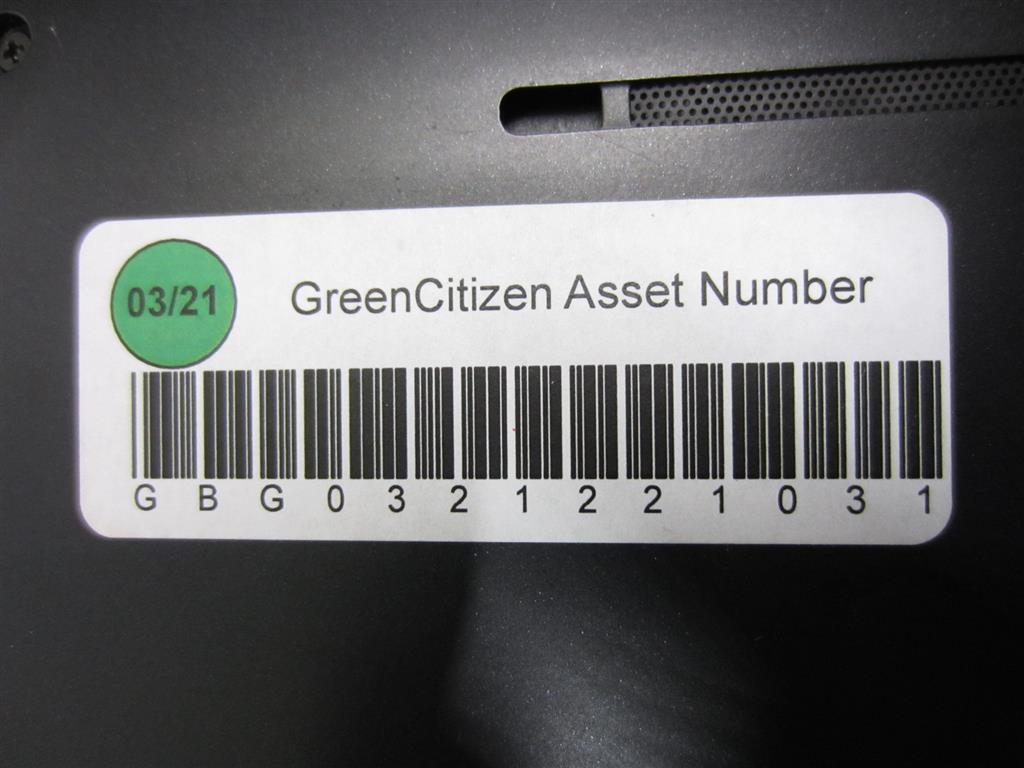 03/21
GreenCitizen Asset Number
GBG0321221031